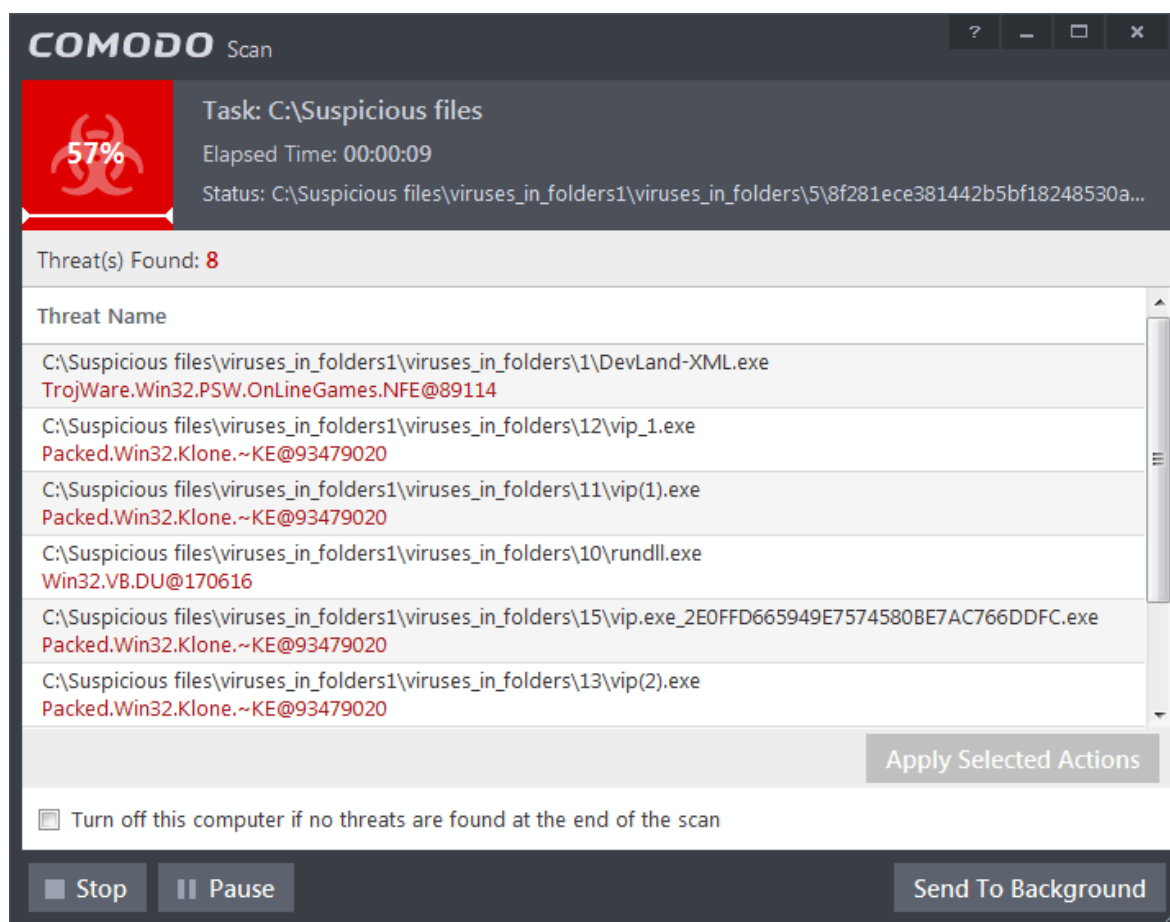 COMODO Scan
?
57%
Task: C:\Suspicious files
Elapsed Time: 00:00:09
Status: C:\Suspicious files\viruses_in_folders1\viruses_in_folders\5\8f281ece381442b5bf18248530a...
Threat(s) Found: 8
Threat Name
C:\Suspicious files\viruses_in_folders1\viruses_in_folders\1\DevLand-XML.exe
TrojWare.Win32.PSW.OnLineGames.NFE@89114
C:\Suspicious files\viruses_in_folders1\viruses_in_folders\12\vip_1.exe
Packed.Win32.Klone.~KE@93479020
C:\Suspicious files\viruses_in_folders1\viruses_in_folders\11\vip(1).exe
Packed.Win32.Klone.~KE@93479020
C:\Suspicious files\viruses_in_folders1\viruses_in_folders\10\rundll.exe
Win32.VB.DU@170616
C:\Suspicious files\viruses_in_folders1\viruses_in_folders\15\vip.exe_2E0FFD665949E7574580BE7AC766DDFC.exe
Packed.Win32.Klone.~KE@93479020
C:\Suspicious files\viruses_in_folders1\viruses_in_folders\13\vip(2).exe
Packed.Win32.Klone.~KE@93479020
Apply Selected Actions
Turn off this computer if no threats are found at the end of the scan
Stop
Pause
Send To Background